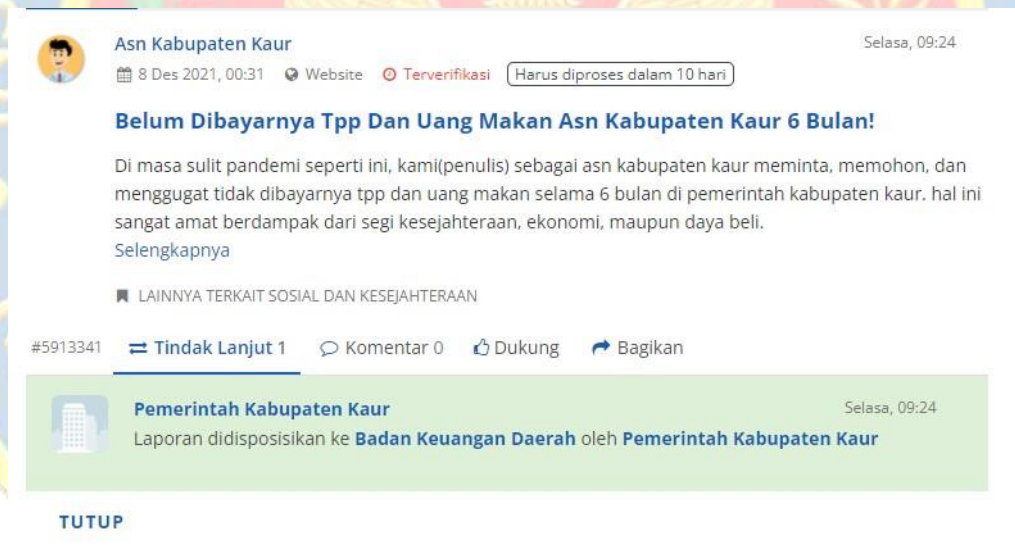 Asn Kabupaten Kaur
Selasa, 09:24
8 Des 2021, 00:31 Website Terverifikasi Harus diproses dalam 10 hari
Belum Dibayarnya Tpp Dan Uang Makan Asn Kabupaten Kaur 6 Bulan!
Di masa sulit pandemi seperti ini, kami(penulis) sebagai asn kabupaten kaur meminta, memohon, dan
menggugat tidak dibayarnya tpp dan uang makan selama 6 bulan di pemerintah kabupaten kaur. hal ini
sangat amat berdampak dari segi kesejahteraan, ekonomi, maupun daya beli.
Selengkapnya
LAINNYA TERKAIT SOSIAL DAN KESEJAHTERAAN
#5913341 Tindak Lanjut 1 Komentar 0 Dukung Bagikan
Pemerintah Kabupaten Kaur
Selasa, 09:24
Laporan didisposisikan ke Badan Keuangan Daerah oleh Pemerintah Kabupaten Kaur
TUTUP